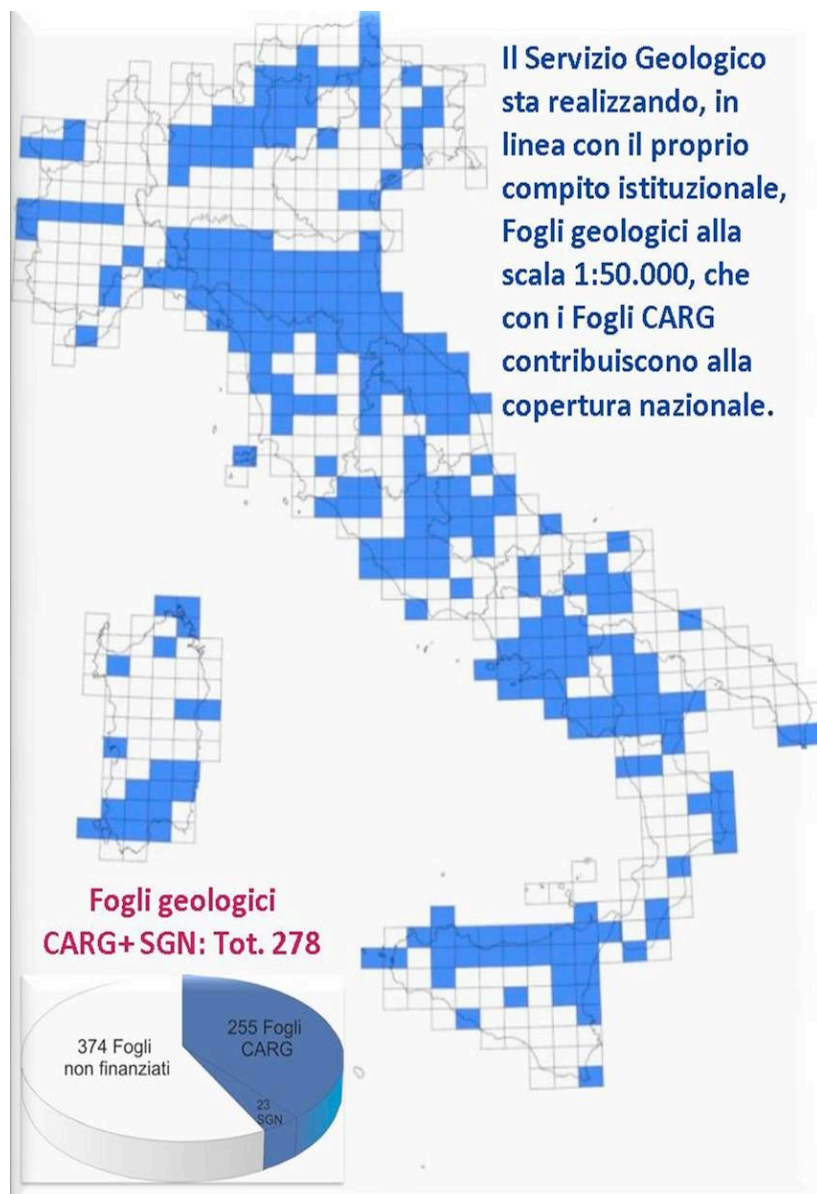 Il Servizio Geologico
sta realizzando, in
linea con il proprio
compito istituzionale,
Fogli geologici alla
scala 1:50.000, che
con i Fogli CARG
contribuiscono alla
copertura nazionale.
Fogli geologici
CARG+ SGN: Tot. 278
374 Fogli
non finanziati
255 Fogli
CARG
23
SGN